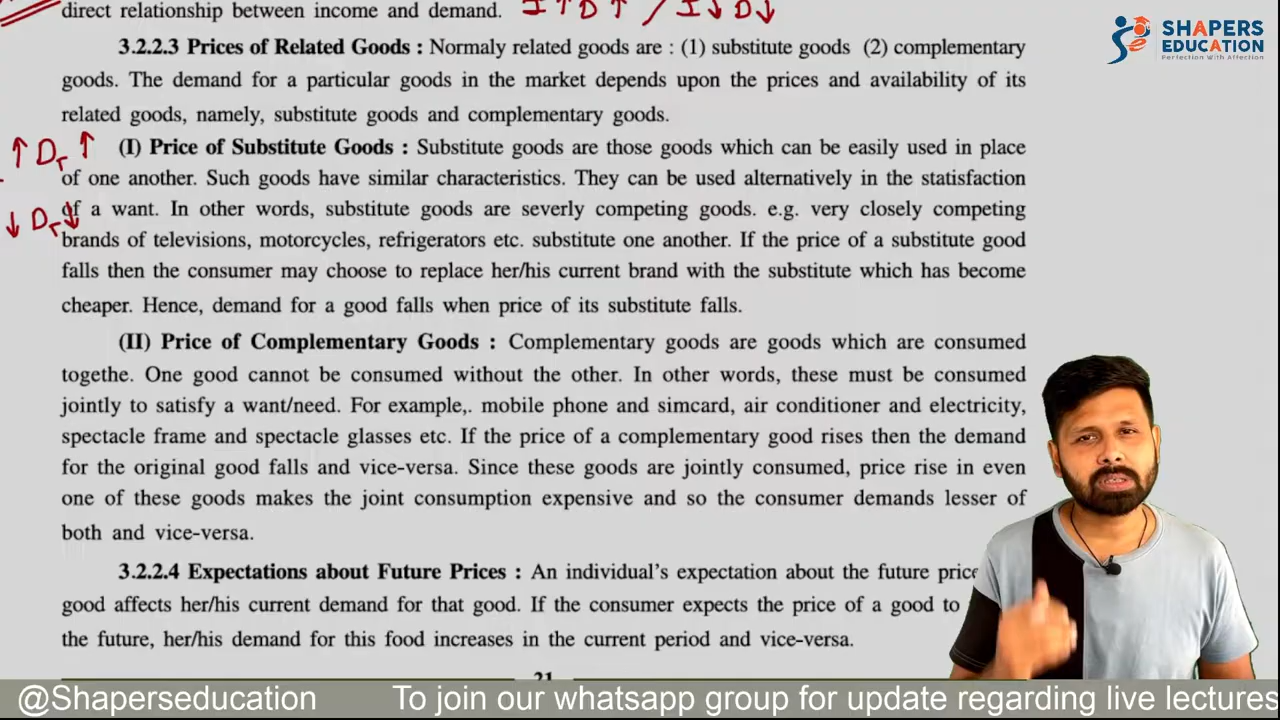 direct relationship between income and demand. I ↑ D ↑ / I ↓ D ↓
SHAPERS
EDUCATION
Perfection With Affection
3.2.2.3 Prices of Related Goods : Normaly related goods are : (1) substitute goods (2) complementary
goods. The demand for a particular goods in the market depends upon the prices and availability of its
related goods, namely, substitute goods and complementary goods.
↑ Dr ↑ (I) Price of Substitute Goods : Substitute goods are those goods which can be easily used in place
of one another. Such goods have similar characteristics. They can be used alternatively in the statisfaction
↓ Dr ↓ of a want. In other words, substitute goods are severly competing goods. e.g. very closely competing
brands of televisions, motorcycles, refrigerators etc. substitute one another. If the price of a substitute good
falls then the consumer may choose to replace her/his current brand with the substitute which has become
cheaper. Hence, demand for a good falls when price of its substitute falls.
(II) Price of Complementary Goods : Complementary goods are goods which are consumed
togethe. One good cannot be consumed without the other. In other words, these must be consumed
jointly to satisfy a want/need. For example,. mobile phone and simcard, air conditioner and electricity,
spectacle frame and spectacle glasses etc. If the price of a complementary good rises then the demand
for the original good falls and vice-versa. Since these goods are jointly consumed, price rise in even
one of these goods makes the joint consumption expensive and so the consumer demands lesser of
both and vice-versa.
3.2.2.4 Expectations about Future Prices : An individual's expectation about the future price
good affects her/his current demand for that good. If the consumer expects the price of a good to
the future, her/his demand for this food increases in the current period and vice-versa.
21
@Shaperseducation To join our whatsapp group for update regarding live lectures